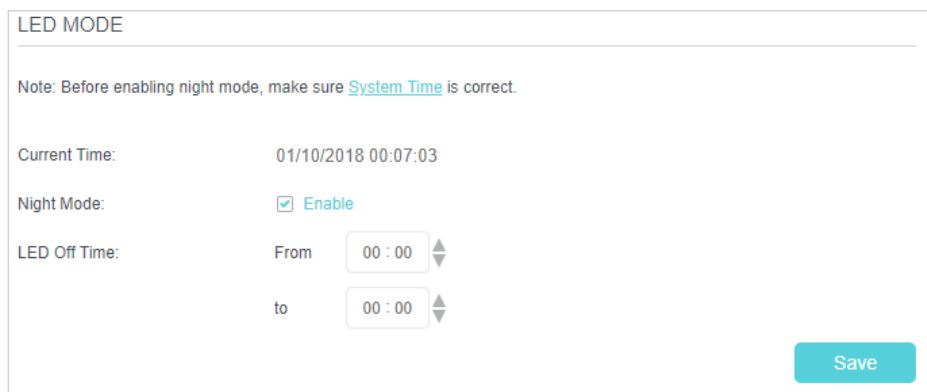 LED MODE
Note: Before enabling night mode, make sure System Time is correct.
Current Time: 01/10/2018 00:07:03
Night Mode: Enable
LED Off Time: From 00 : 00
to 00 : 00
Save